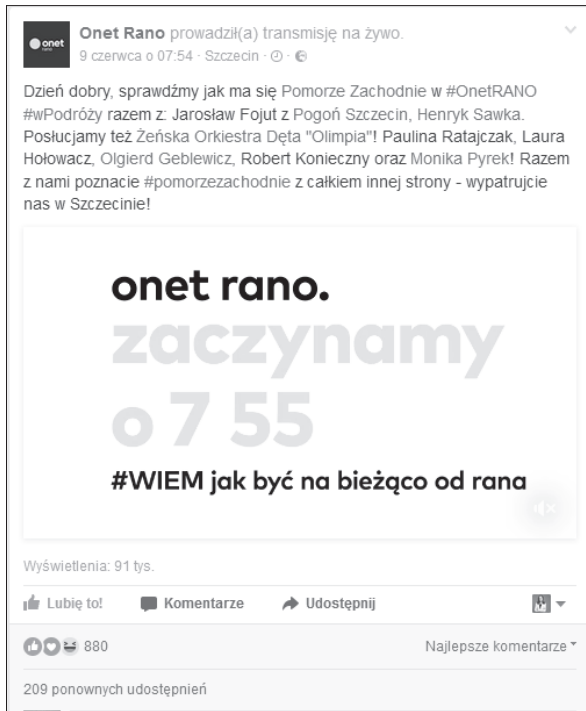 Onet Rano prowadził(a) transmisję na żywo.
onet
rano
9 czerwca o 07:54 · Szczecin ·
Dzień dobry, sprawdźmy jak ma się Pomorze Zachodnie w #OnetRANO
#wPodróży razem z: Jarosław Fojut z Pogoń Szczecin, Henryk Sawka.
Posłucjamy też Żeńska Orkiestra Dęta "Olimpia"! Paulina Ratajczak, Laura
Hołowacz, Olgierd Geblewicz, Robert Konieczny oraz Monika Pyrek! Razem
z nami poznacie #pomorzezachodnie z całkiem innej strony - wypatrujcie
nas w Szczecinie!
onet rano.
zaczynamy
o 7 55
#WIEM jak być na bieżąco od rana
Wyświetlenia: 91 tys.
Lubię to! Komentarze Udostępnij
880 Najlepsze komentarze
209 ponownych udostępnień